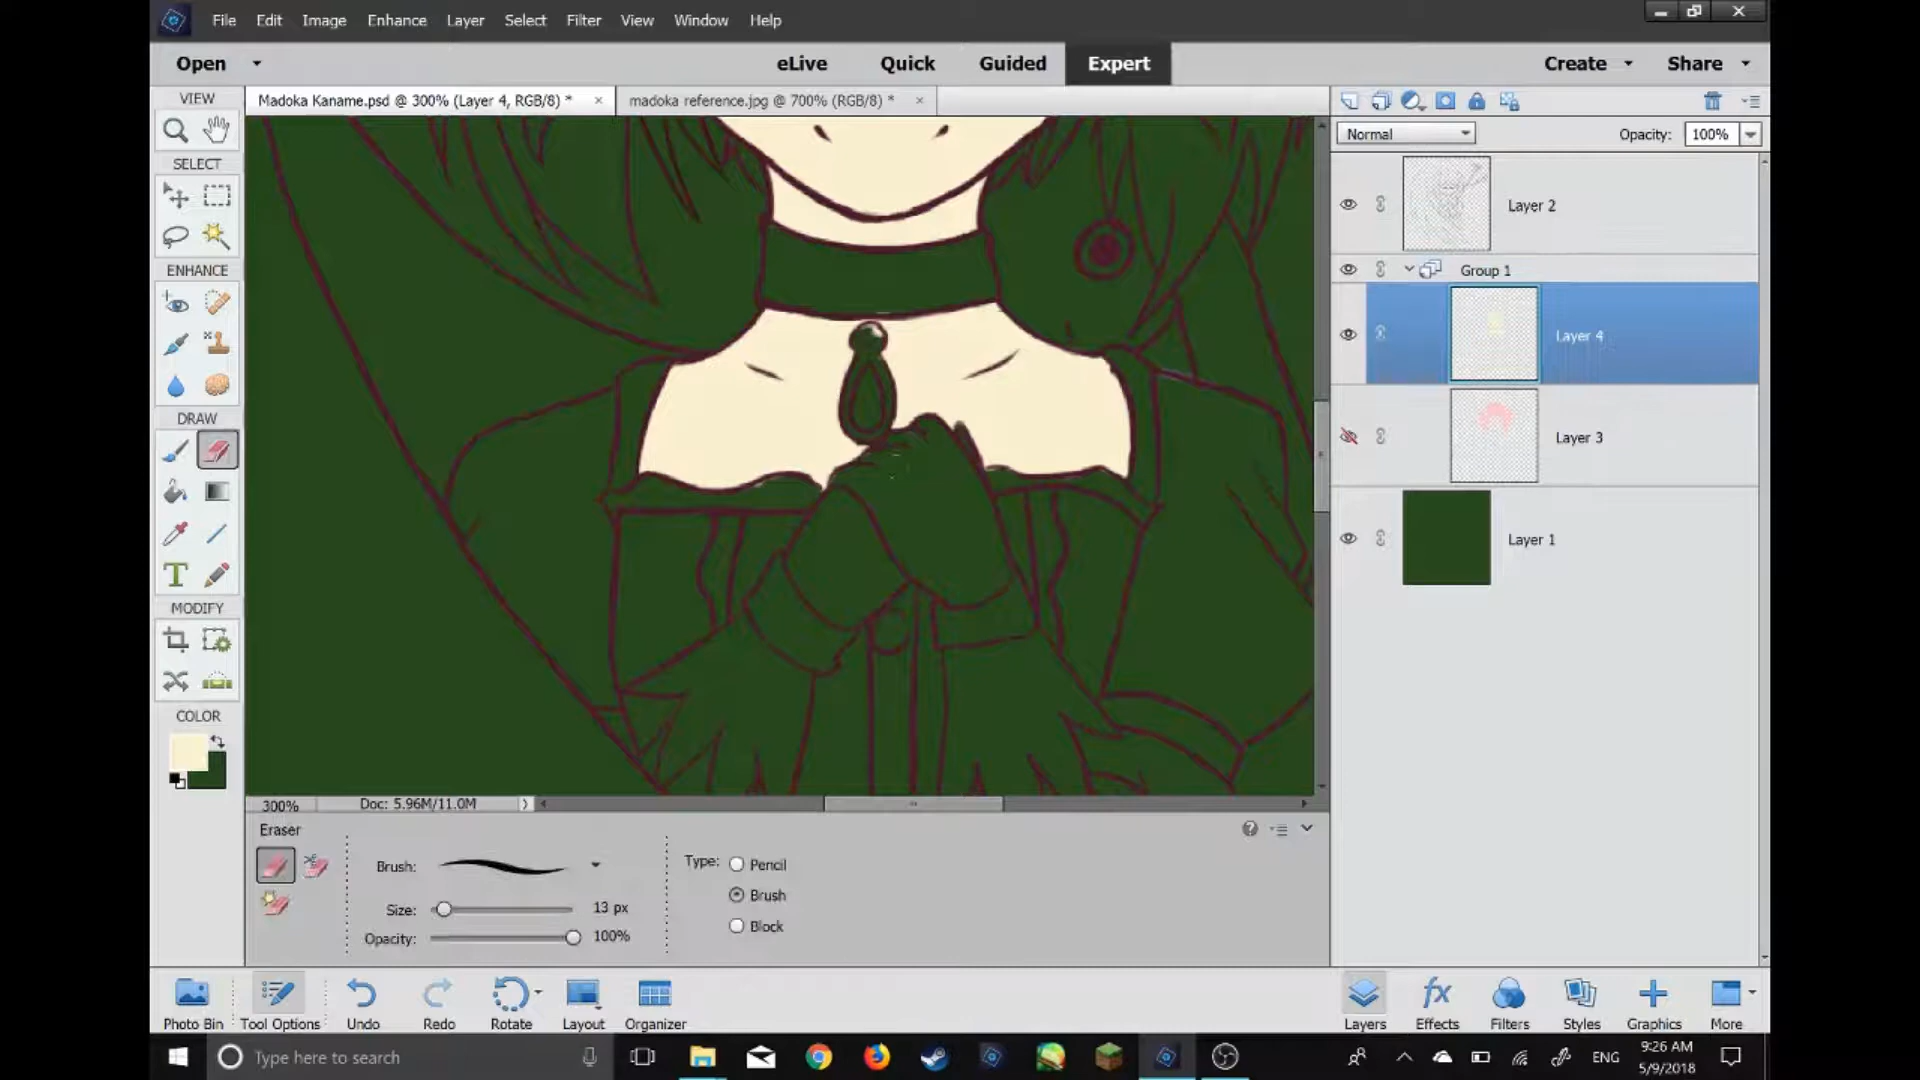 File Edit Image Enhance Layer Select Filter View Window Help
Open eLive Quick Guided Expert Create Share
VIEW
Madoka Kaname.psd @ 300% (Layer 4, RGB/8) *
madoka reference.jpg @ 700% (RGB/8) *
Normal Opacity: 100%
SELECT
Layer 2
ENHANCE
Group 1
Layer 4
DRAW
Layer 3
Layer 1
T
MODIFY
COLOR
300% Doc: 5.96M/11.0M
Eraser
Brush:
Size: 13 px
Opacity: 100%
Type: Pencil
Brush
Block
Photo Bin Tool Options Undo Redo Rotate Layout Organizer
fx
Layers Effects Filters Styles Graphics More
Type here to search
ENG
9:26 AM
5/9/2018